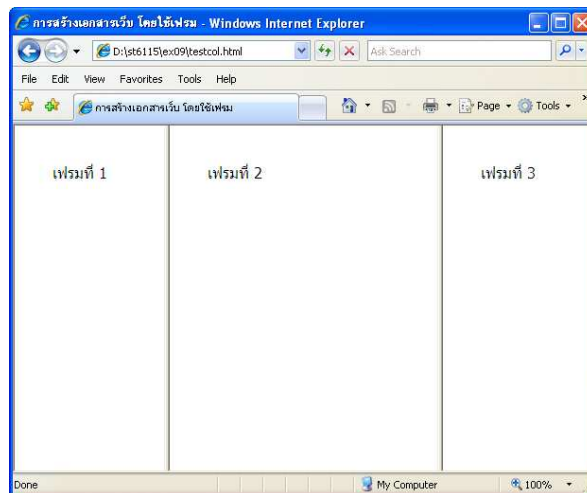 การสร้างเอกสารเว็บ โดยใช้เฟรม - Windows Internet Explorer
D:\st6115\ex09\testcol.html
Ask Search
File Edit View Favorites Tools Help
การสร้างเอกสารเว็บ โดยใช้เฟรม
Page Tools »
เฟรมที่ 1
เฟรมที่ 2
เฟรมที่ 3
Done
My Computer
100%